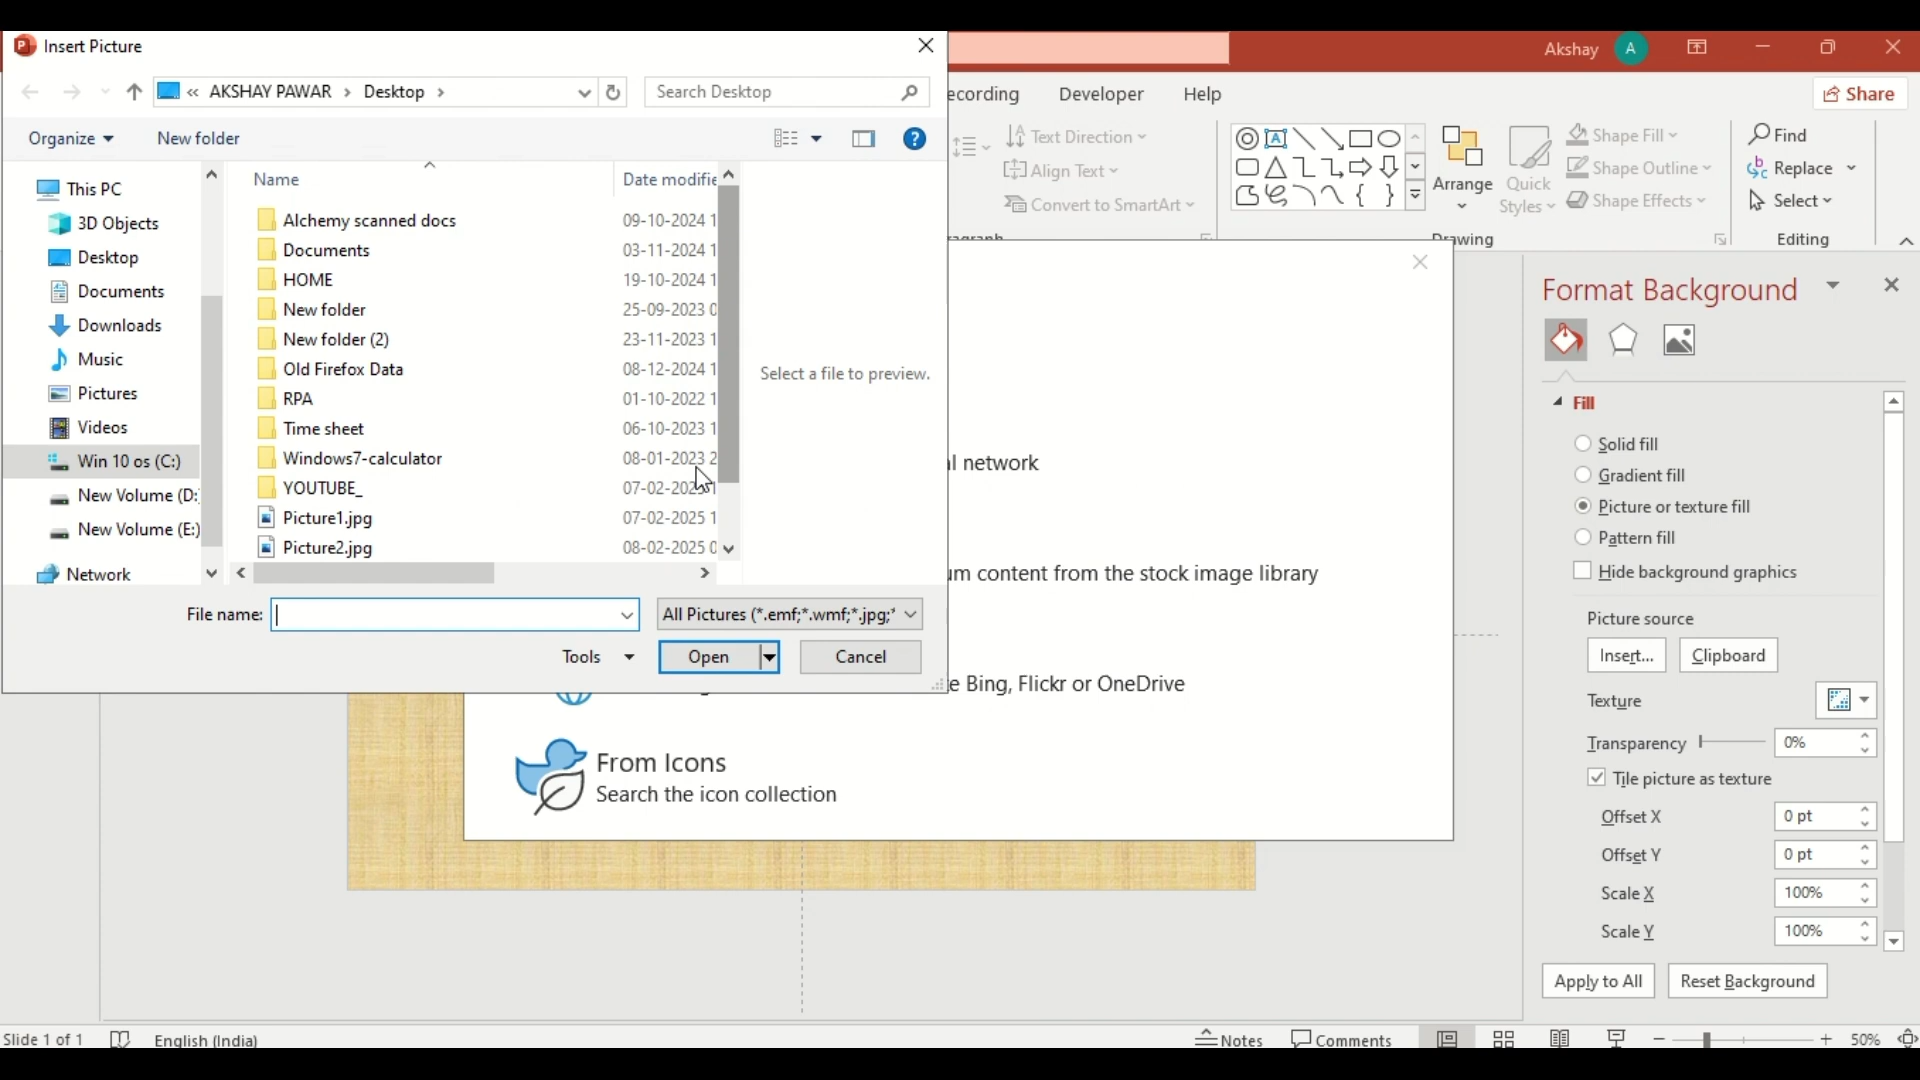 Insert Picture
Akshay A
« AKSHAY PAWAR › Desktop ›
Search Desktop
Developer
Help
Share
Organize
New folder
Text Direction
Align Text
Convert to SmartArt
Arrange
Quick
Styles
Shape Fill
Shape Outline
Shape Effects
Drawing
Find
Replace
Select
Editing
Name
Date modifie
This PC
3D Objects
Desktop
Documents
Downloads
Music
Pictures
Videos
Win 10 os (C:)
New Volume (D:
New Volume (E:)
Network
Alchemy scanned docs 09-10-2024 1
Documents 03-11-2024 1
HOME 19-10-2024 1
New folder 25-09-2023 0
New folder (2) 23-11-2023 1
Old Firefox Data 08-12-2024 1
RPA 01-10-2022 1
Time sheet 06-10-2023 1
Windows7-calculator 08-01-2023 2
YOUTUBE_ 07-02-202
Picture1.jpg 07-02-2025 1
Picture2.jpg 08-02-2025 0
Select a file to preview.
File name:
All Pictures (*.emf;*.wmf;*.jpg;*
Tools
Open
Cancel
l network
m content from the stock image library
e Bing, Flickr or OneDrive
From Icons
Search the icon collection
Format Background
Fill
Solid fill
Gradient fill
Picture or texture fill
Pattern fill
Hide background graphics
Picture source
Insert...
Clipboard
Texture
Transparency 0%
Tile picture as texture
Offset X 0 pt
Offset Y 0 pt
Scale X 100%
Scale Y 100%
Apply to All
Reset Background
Slide 1 of 1
English (India)
Notes
Comments
50%